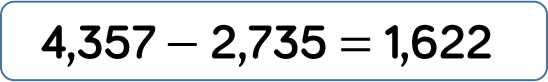 4,357 − 2,735 = 1,622